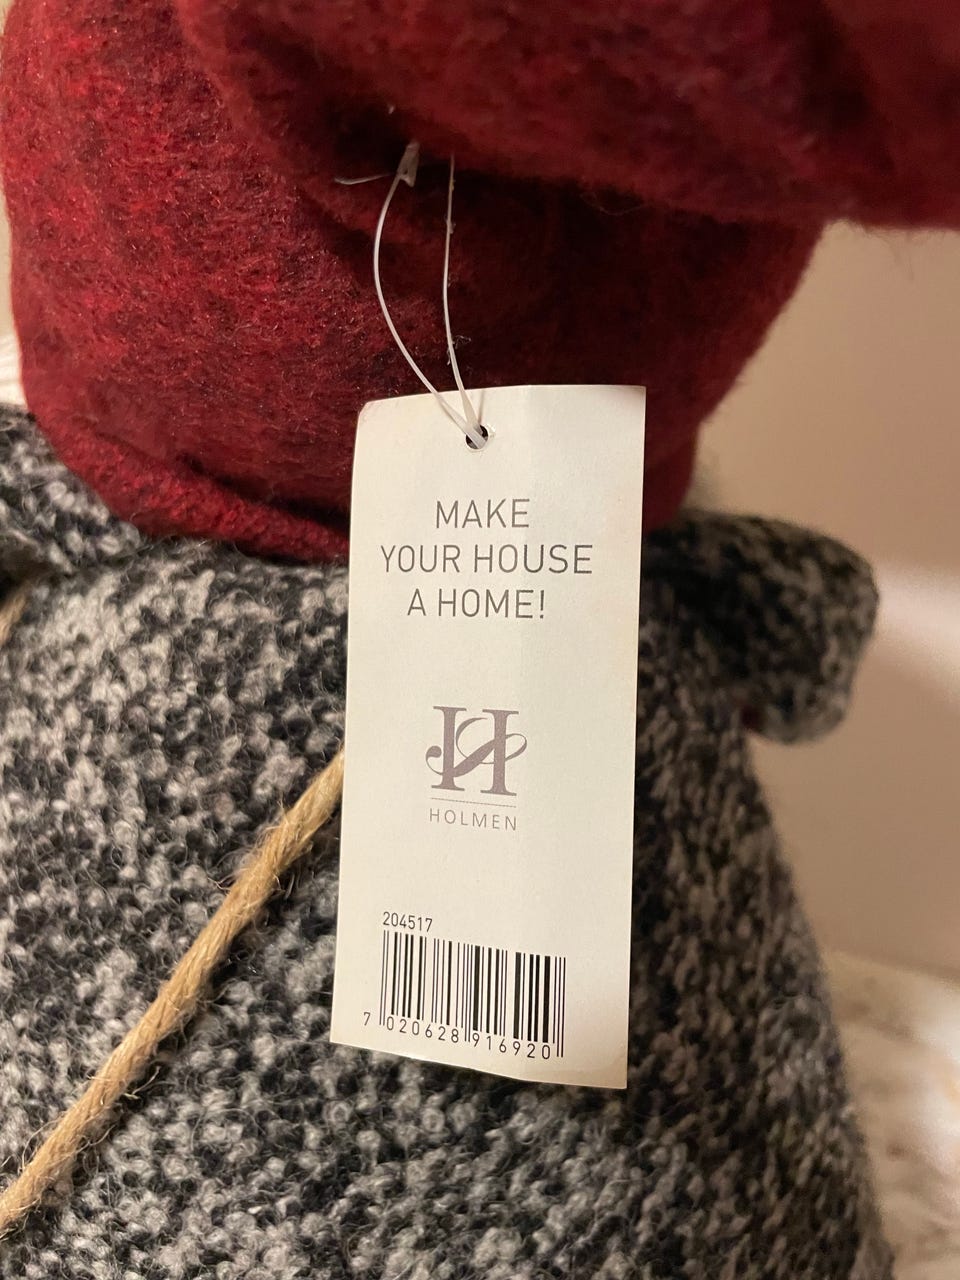 MAKE
YOUR HOUSE
A HOME!
H
HOLMEN
204517
7 020628 916920